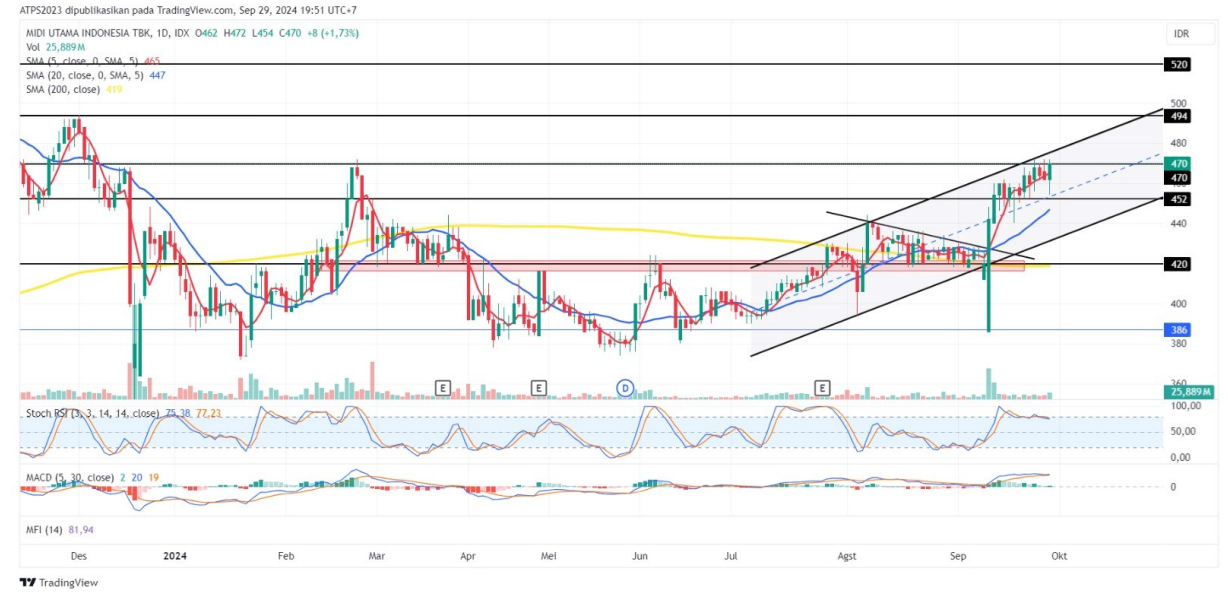 ATPS2023 dipublikasikan pada TradingView.com, Sep 29, 2024 19:51 UTC+7
MIDI UTAMA INDONESIA TBK, 1D, IDX O462 H472 L454 C470 +8 (+1,73%)
IDR
Vol 25,889M
SMA (5, close, 0, SMA, 5) 465
SMA (20, close, 0, SMA, 5) 447
SMA (200, close) 419
520
500
494
480
470
470
460
452
440
420
400
386
380
360
E
E
D
E
25,889M
Stoch RSI (3, 3, 14, 14, close) 75,38 77,23
100,00
50,00
0,00
MACD (5, 30, close) 2 20 19
0
MFI (14) 81,94
Des
2024
Feb
Mar
Apr
Mei
Jun
Jul
Agst
Sep
Okt
TradingView